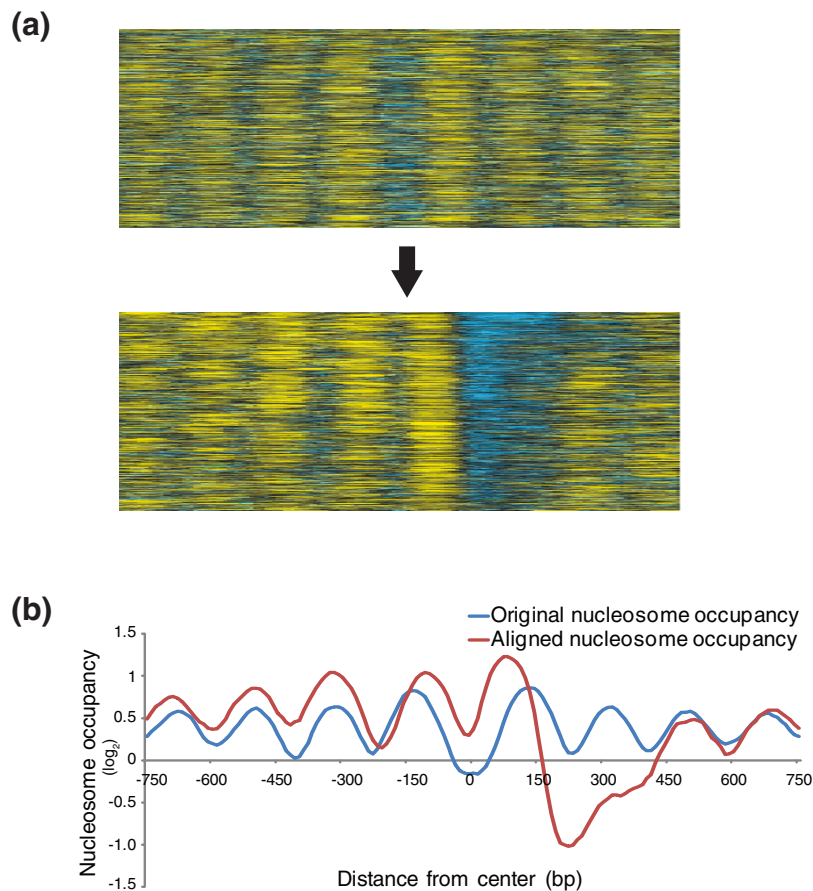 (a)
(b)
Original nucleosome occupancy
Aligned nucleosome occupancy
Nucleosome occupancy
(log2)
1.5
1
0.5
0
-0.5
-1.0
-1.5
-750 -600 -450 -300 -150 0 150 300 450 600 750
Distance from center (bp)